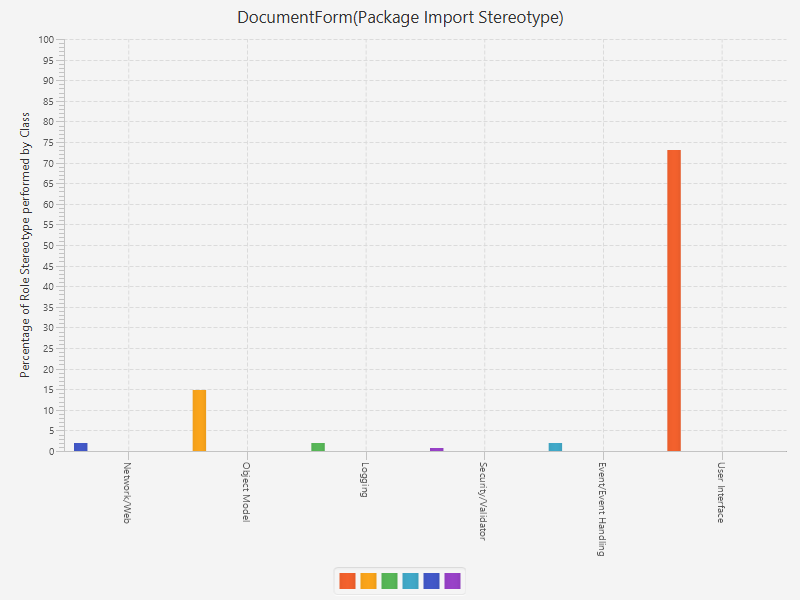 DocumentForm(Package Import Stereotype)
Percentage of Role Stereotype performed by Class
100
95
90
85
80
75
70
65
60
55
50
45
40
35
30
25
20
15
10
5
0
Network/Web
Object Model
Logging
Security/Validator
Event/Event Handling
User Interface